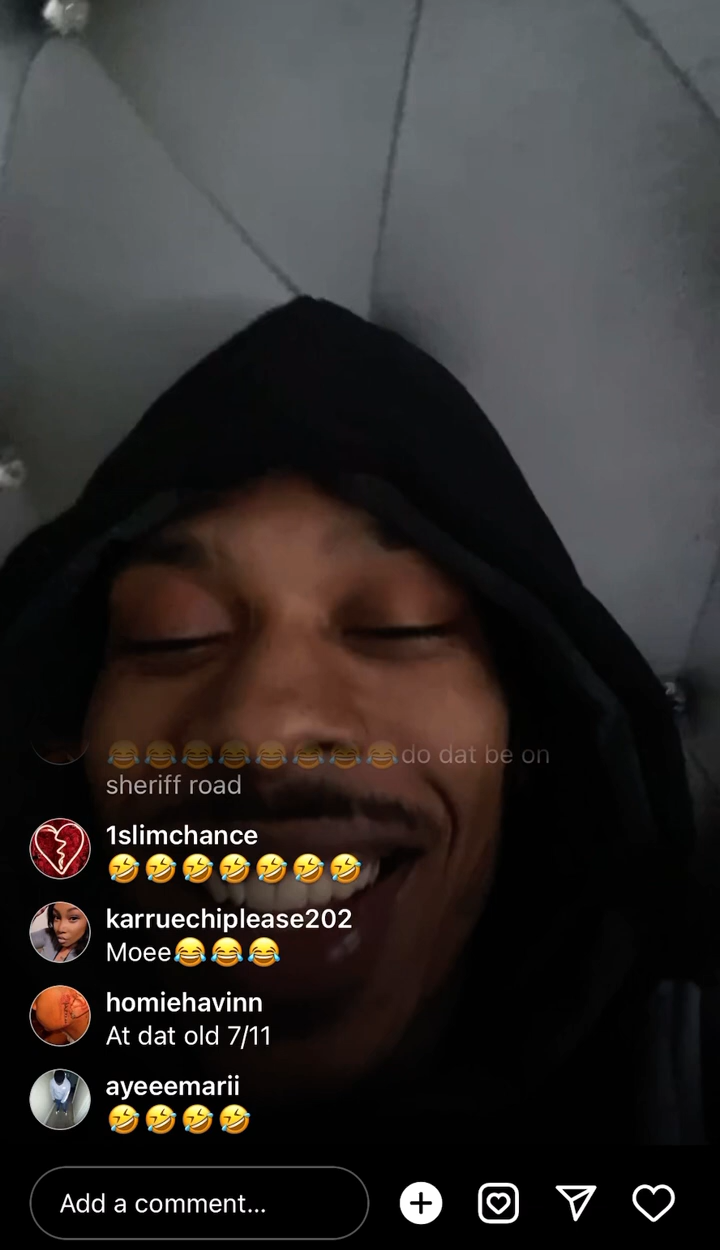 😂😂😂😂😂😂😂😂do dat be on
sheriff road
1slimchance
🤣🤣🤣🤣🤣🤣🤣
karruechiplease202
Moee😂😂😂
homiehavinn
At dat old 7/11
ayeeemarii
🤣🤣🤣🤣
Add a comment...